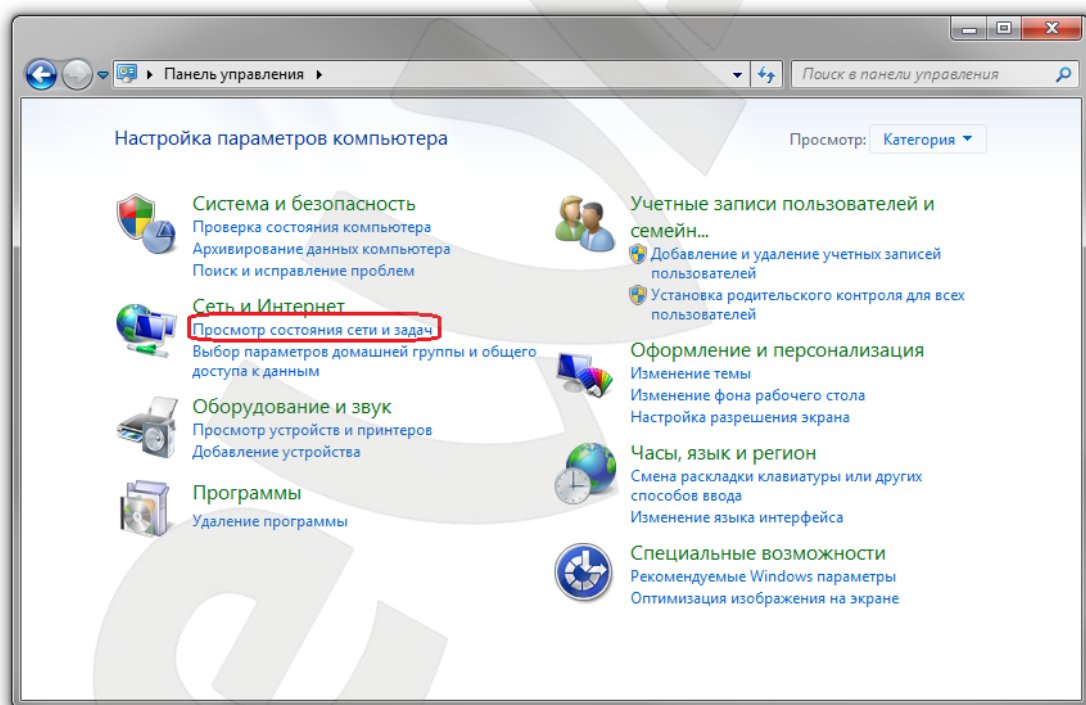 Панель управления
Поиск в панели управления
Настройка параметров компьютера
Просмотр: Категория
Система и безопасность
Проверка состояния компьютера
Архивирование данных компьютера
Поиск и исправление проблем
Сеть и Интернет
Просмотр состояния сети и задач
Выбор параметров домашней группы и общего
доступа к данным
Оборудование и звук
Просмотр устройств и принтеров
Добавление устройства
Программы
Удаление программы
Учетные записи пользователей и
семейн...
Добавление и удаление учетных записей
пользователей
Установка родительского контроля для всех
пользователей
Оформление и персонализация
Изменение темы
Изменение фона рабочего стола
Настройка разрешения экрана
Часы, язык и регион
Смена раскладки клавиатуры или других
способов ввода
Изменение языка интерфейса
Специальные возможности
Рекомендуемые Windows параметры
Оптимизация изображения на экране